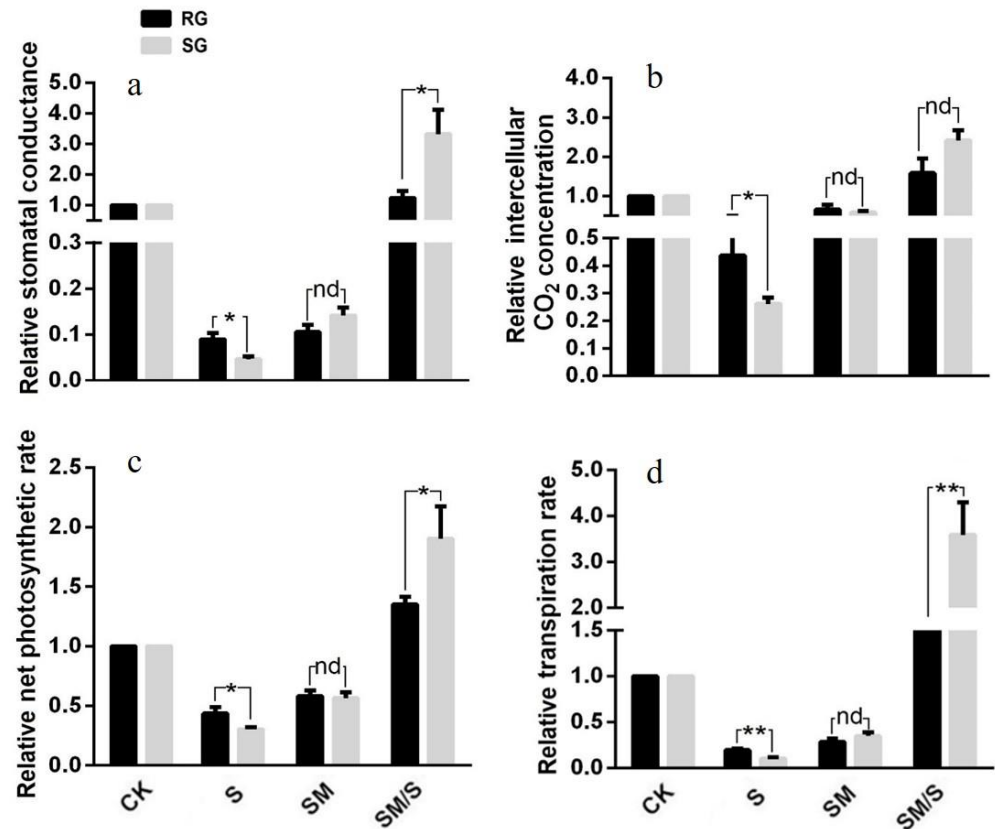 RG
SG
a
Relative stomatal conductance
5.0
4.0
3.0
2.0
1.0
0.3
0.2
0.1
0.0
*
nd
*
b
Relative intercellular
CO₂ concentration
4.0
3.0
2.0
1.0
0.5
0.4
0.3
0.2
0.1
0.0
*
nd
nd
c
Relative net photosynthetic rate
2.5
2.0
1.5
1.0
0.5
0.0
*
nd
*
CK
S
SM
SM/S
d
Relative transpiration rate
5.0
4.0
3.0
2.0
1.5
1.0
0.5
0.0
**
nd
**
CK
S
SM
SM/S